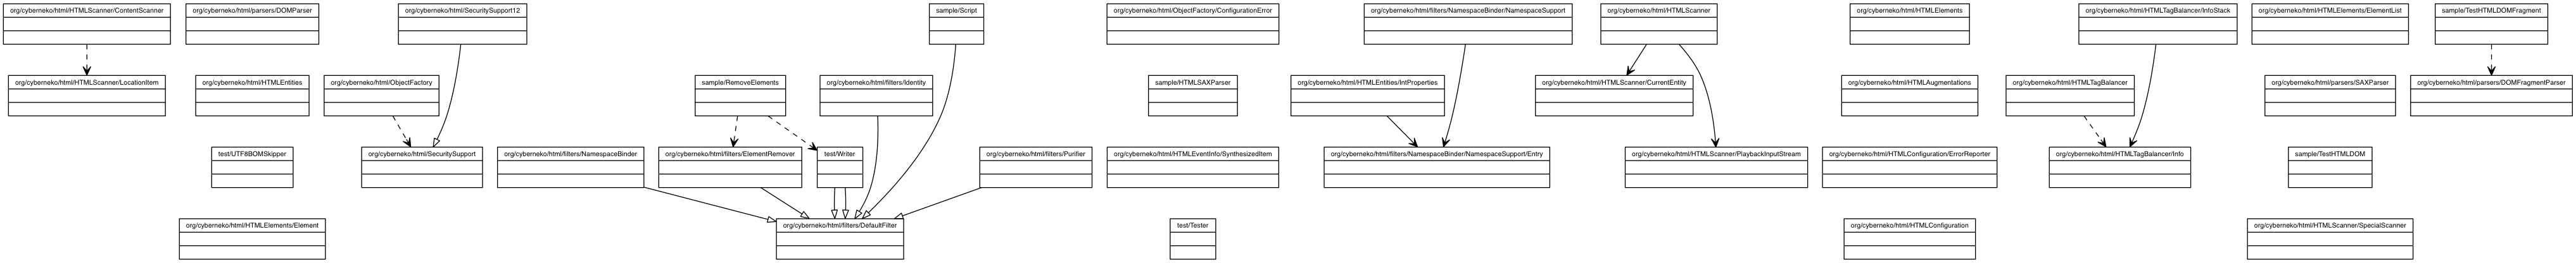 org/cyberneko/html/HTMLScanner/ContentScanner
org/cyberneko/html/parsers/DOMParser
org/cyberneko/html/SecuritySupport12
sample/Script
org/cyberneko/html/ObjectFactory/ConfigurationError
org/cyberneko/html/filters/NamespaceBinder/NamespaceSupport
org/cyberneko/html/HTMLScanner
org/cyberneko/html/HTMLElements
org/cyberneko/html/HTMLTagBalancer/InfoStack
org/cyberneko/html/HTMLElements/ElementList
sample/TestHTMLDOMFragment
org/cyberneko/html/HTMLScanner/LocationItem
org/cyberneko/html/HTMLEntities
org/cyberneko/html/ObjectFactory
sample/RemoveElements
org/cyberneko/html/filters/Identity
sample/HTMLSAXParser
org/cyberneko/html/HTMLEntities/IntProperties
org/cyberneko/html/HTMLScanner/CurrentEntity
org/cyberneko/html/HTMLAugmentations
org/cyberneko/html/HTMLTagBalancer
org/cyberneko/html/parsers/SAXParser
org/cyberneko/html/parsers/DOMFragmentParser
test/UTF8BOMSkipper
org/cyberneko/html/SecuritySupport
org/cyberneko/html/filters/NamespaceBinder
org/cyberneko/html/filters/ElementRemover
test/Writer
org/cyberneko/html/filters/Purifier
org/cyberneko/html/HTMLEventInfo/SynthesizedItem
org/cyberneko/html/filters/NamespaceBinder/NamespaceSupport/Entry
org/cyberneko/html/HTMLScanner/PlaybackInputStream
org/cyberneko/html/HTMLConfiguration/ErrorReporter
org/cyberneko/html/HTMLTagBalancer/Info
sample/TestHTMLDOM
org/cyberneko/html/HTMLElements/Element
org/cyberneko/html/filters/DefaultFilter
test/Tester
org/cyberneko/html/HTMLConfiguration
org/cyberneko/html/HTMLScanner/SpecialScanner